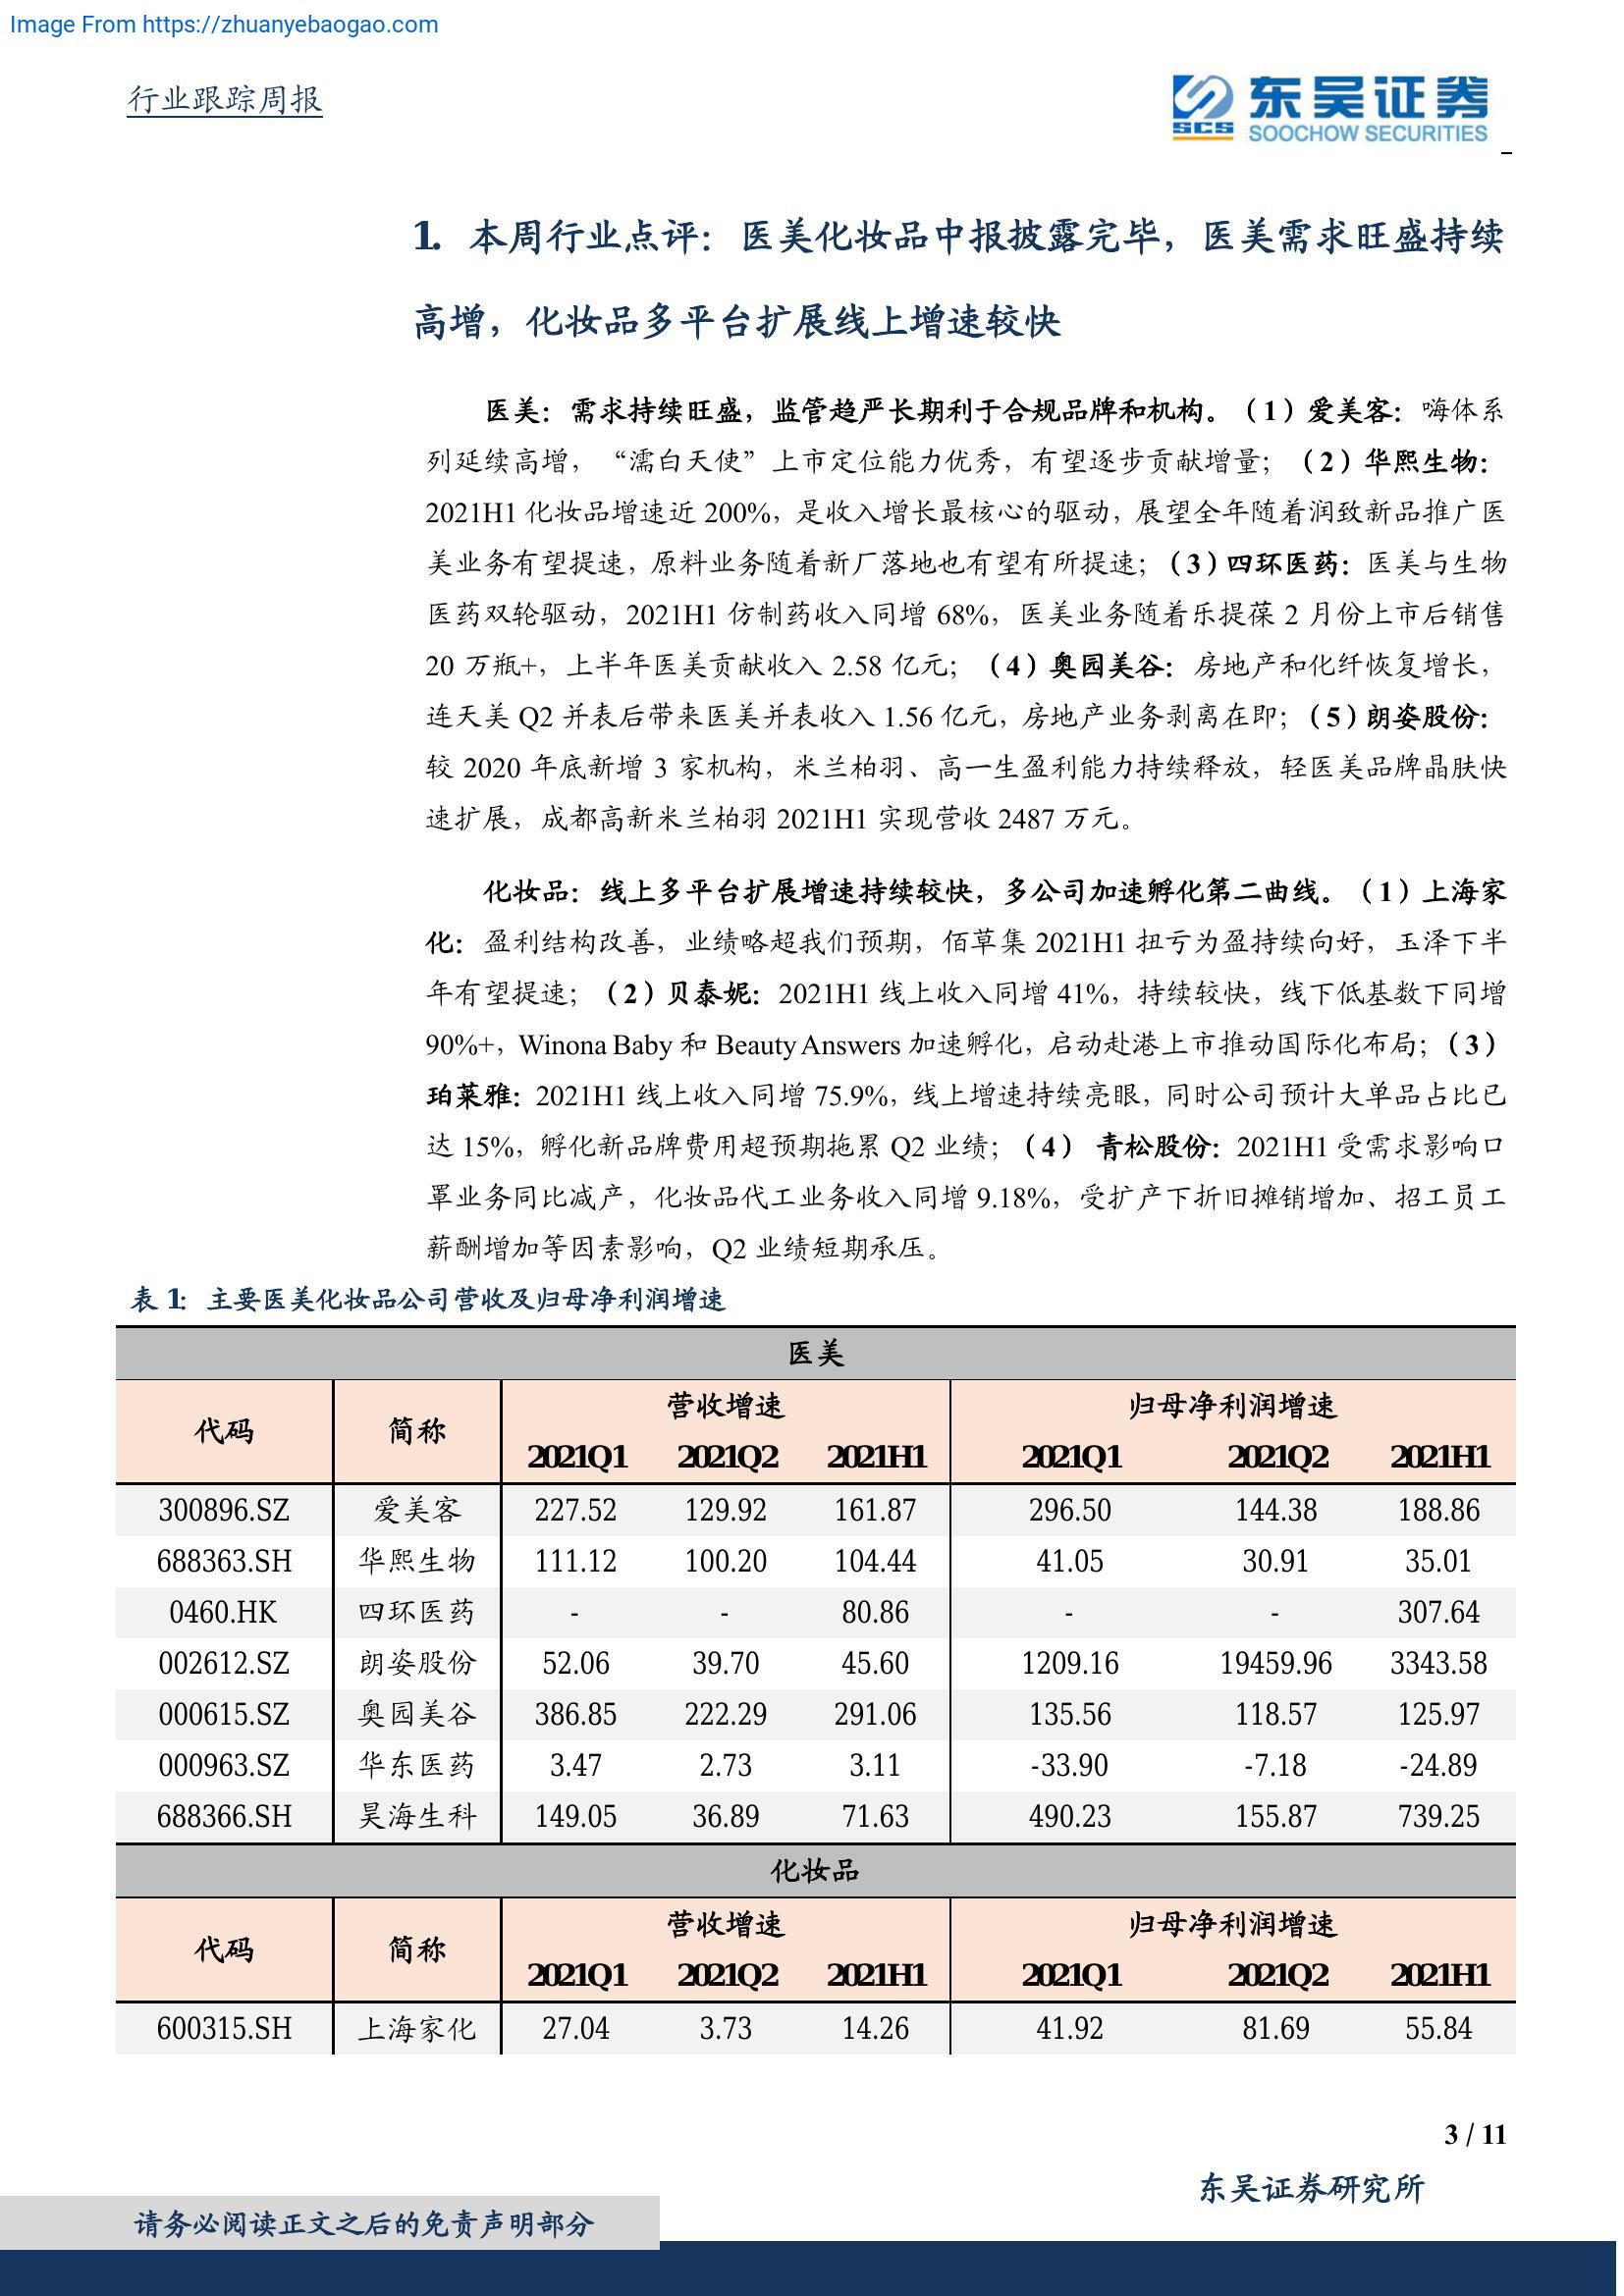 Image From https://zhuanyebaogao.com
行业跟踪周报
东吴证券
SCS
SOOCHOW SECURITIES
1. 本周行业点评：医美化妆品中报披露完毕，医美需求旺盛持续
高增，化妆品多平台扩展线上增速较快
医美：需求持续旺盛，监管趋严长期利于合规品牌和机构。（1）爱美客：嗨体系
列延续高增，“濡白天使”上市定位能力优秀，有望逐步贡献增量；（2）华熙生物：
2021H1 化妆品增速近 200%，是收入增长最核心的驱动，展望全年随着润致新品推广医
美业务有望提速，原料业务随着新厂落地也有望有所提速；（3）四环医药：医美与生物
医药双轮驱动，2021H1 仿制药收入同增 68%，医美业务随着乐提葆 2 月份上市后销售
20 万瓶+，上半年医美贡献收入 2.58 亿元；（4）奥园美谷：房地产和化纤恢复增长，
连天美 Q2 并表后带来医美并表收入 1.56 亿元，房地产业务剥离在即；（5）朗姿股份：
较 2020 年底新增 3 家机构，米兰柏羽、高一生盈利能力持续释放，轻医美品牌晶肤快
速扩展，成都高新米兰柏羽 2021H1 实现营收 2487 万元。
化妆品：线上多平台扩展增速持续较快，多公司加速孵化第二曲线。（1）上海家
化：盈利结构改善，业绩略超我们预期，佰草集 2021H1 扭亏为盈持续向好，玉泽下半
年有望提速；（2）贝泰妮：2021H1 线上收入同增 41%，持续较快，线下低基数下同增
90%+，Winona Baby 和 Beauty Answers 加速孵化，启动赴港上市推动国际化布局；（3）
珀莱雅：2021H1 线上收入同增 75.9%，线上增速持续亮眼，同时公司预计大单品占比已
达 15%，孵化新品牌费用超预期拖累 Q2 业绩；（4） 青松股份：2021H1 受需求影响口
罩业务同比减产，化妆品代工业务收入同增 9.18%，受扩产下折旧摊销增加、招工员工
薪酬增加等因素影响，Q2 业绩短期承压。
表 1： 主要医美化妆品公司营收及归母净利润增速
医美
代码 简称 营收增速 归母净利润增速
2021Q1 2021Q2 2021H1 2021Q1 2021Q2 2021H1
300896.SZ 爱美客 227.52 129.92 161.87 296.50 144.38 188.86
688363.SH 华熙生物 111.12 100.20 104.44 41.05 30.91 35.01
0460.HK 四环医药 - - 80.86 - - 307.64
002612.SZ 朗姿股份 52.06 39.70 45.60 1209.16 19459.96 3343.58
000615.SZ 奥园美谷 386.85 222.29 291.06 135.56 118.57 125.97
000963.SZ 华东医药 3.47 2.73 3.11 -33.90 -7.18 -24.89
688366.SH 昊海生科 149.05 36.89 71.63 490.23 155.87 739.25
化妆品
代码 简称 营收增速 归母净利润增速
2021Q1 2021Q2 2021H1 2021Q1 2021Q2 2021H1
600315.SH 上海家化 27.04 3.73 14.26 41.92 81.69 55.84
3 / 11
东吴证券研究所
请务必阅读正文之后的免责声明部分